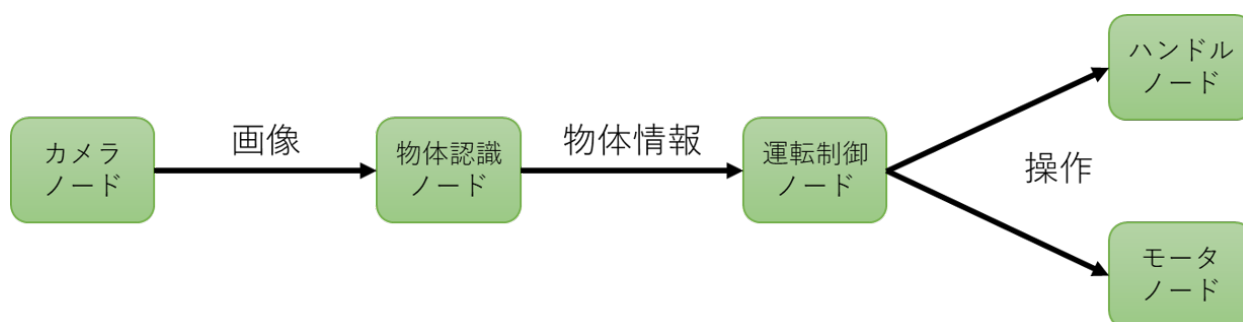 カメラ
ノード
画像
物体認識
ノード
物体情報
運転制御
ノード
操作
ハンドル
ノード
モータ
ノード